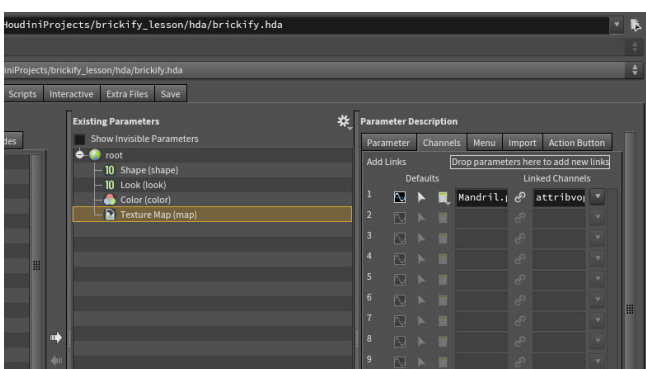 HoudiniProjects/brickify_lesson/hda/brickify.hda
iniProjects/brickify_lesson/hda/brickify.hda
Scripts Interactive Extra Files Save
Existing Parameters
Parameter Description
Show Invisible Parameters
Parameter Channels Menu Import Action Button
root
Add Links Drop parameters here to add new links
10 Shape (shape)
Defaults Linked Channels
10 Look (look)
1 Mandril.p attribvop
Color (color)
2
Texture Map (map)
3
4
5
6
7
8
9